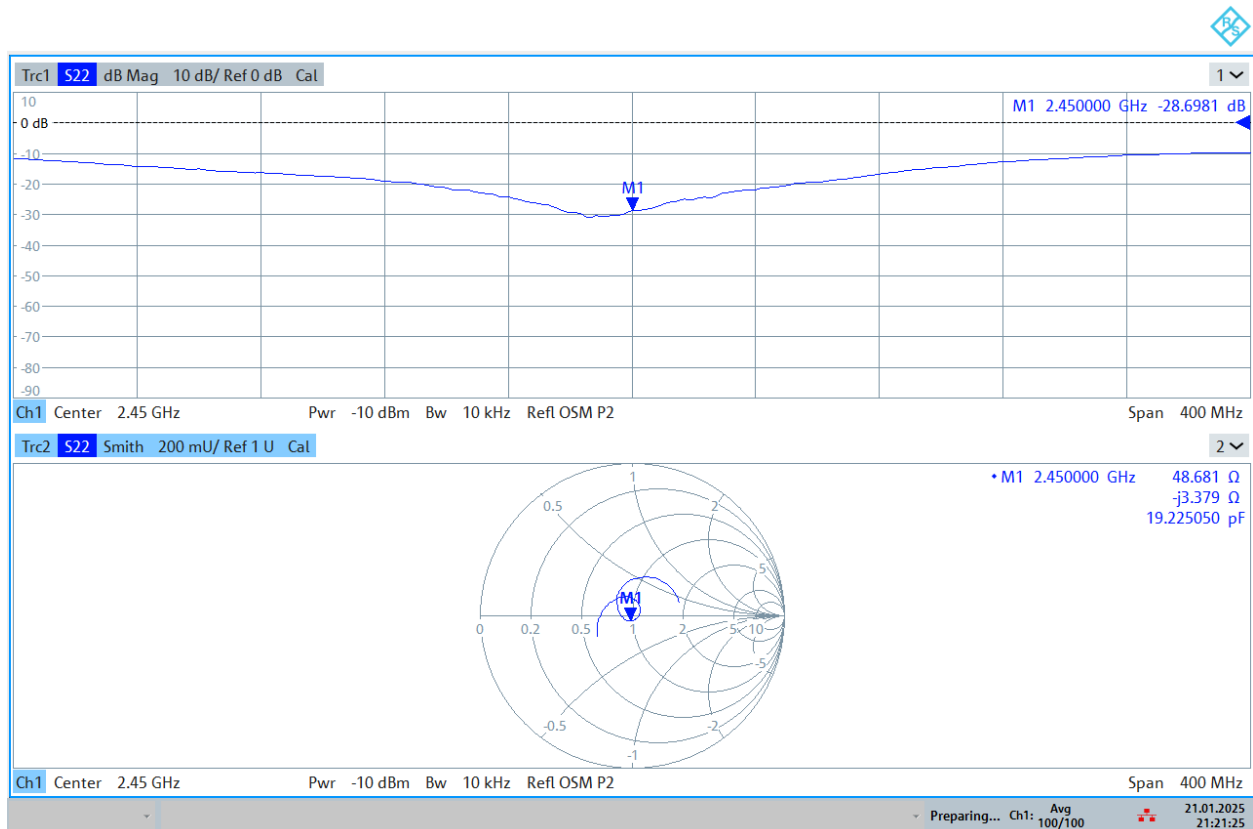 R&S
Trc1 S22 dB Mag 10 dB/ Ref 0 dB Cal 1
M1 2.450000 GHz -28.6981 dB
10
0 dB
-10
-20
M1
-30
-40
-50
-60
-70
-80
-90
Ch1 Center 2.45 GHz Pwr -10 dBm Bw 10 kHz Refl OSM P2 Span 400 MHz
Trc2 S22 Smith 200 mU/ Ref 1 U Cal 2
• M1 2.450000 GHz 48.681 Ω
-j3.379 Ω
19.225050 pF
1
0.5 2
5
M1
0 0.2 0.5 1 2 5 10
-5
-0.5 -2
-1
Ch1 Center 2.45 GHz Pwr -10 dBm Bw 10 kHz Refl OSM P2 Span 400 MHz
Preparing... Ch1: Avg 100/100 21.01.2025
21:21:25